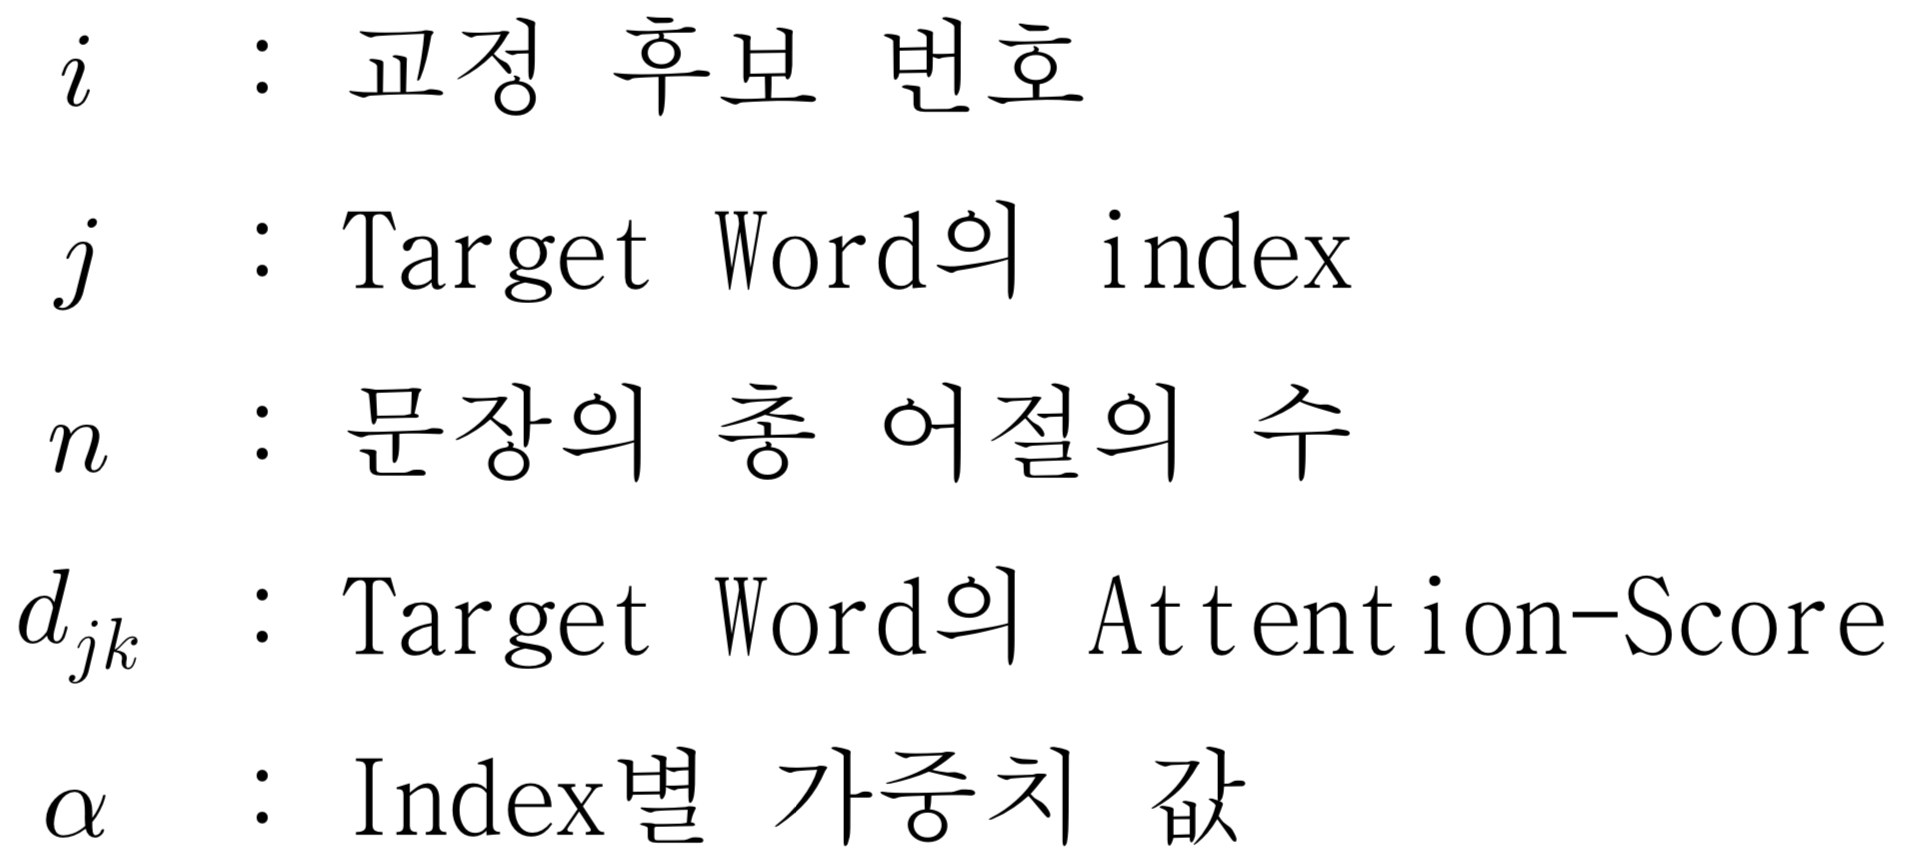 i : 교정 후보 번호
j : Target Word의 index
n : 문장의 총 어절의 수
d_{jk} : Target Word의 Attention-Score
α : Index별 가중치 값